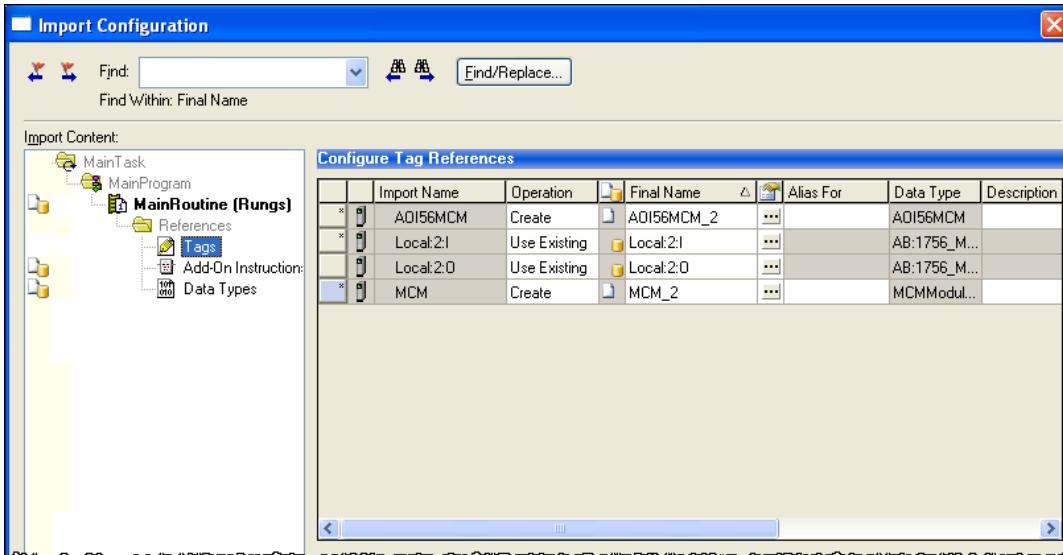 Import Configuration
Find:
Find/Replace...
Find Within: Final Name
Import Content:
MainTask
MainProgram
MainRoutine (Rungs)
References
Tags
Add-On Instruction:
Data Types
Configure Tag References
Import Name Operation Final Name Alias For Data Type Description
* AOI56MCM Create AOI56MCM_2 ... AOI56MCM
* Local:2:I Use Existing Local:2:I ... AB:1756_M...
Local:2:O Use Existing Local:2:O ... AB:1756_M...
* MCM Create MCM_2 ... MCMModul...